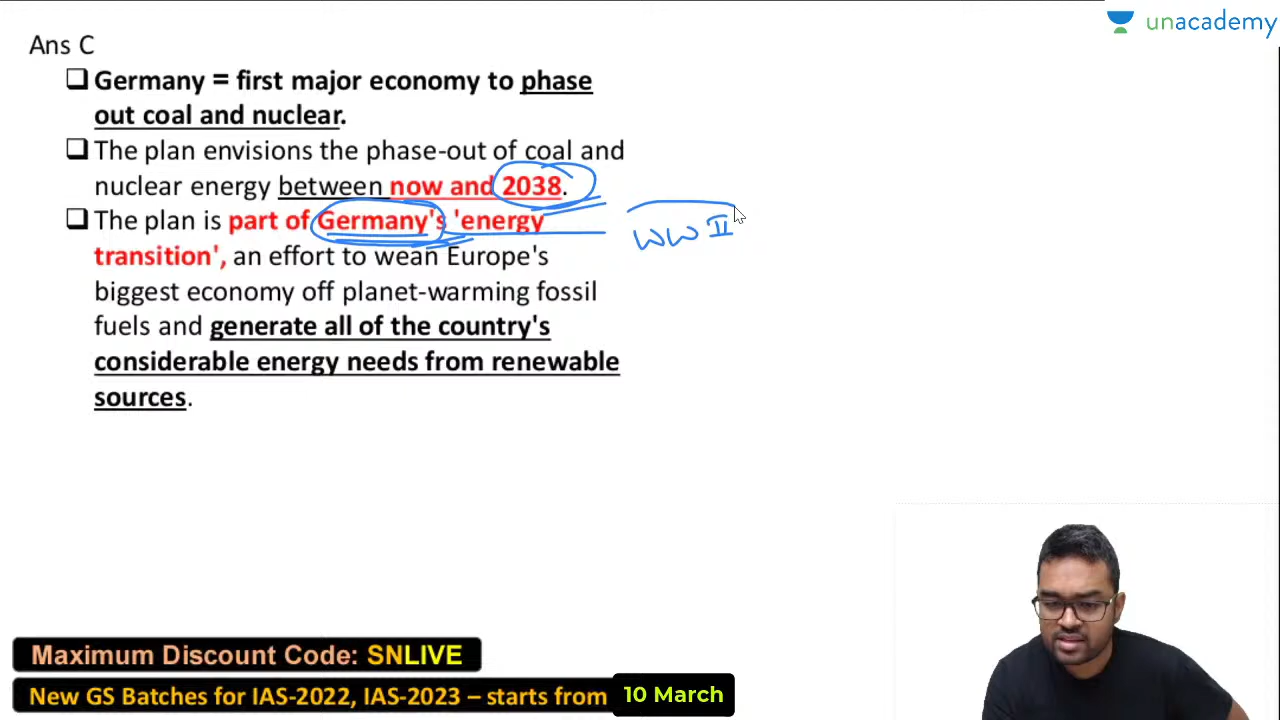 unacademy
Ans C
Germany = first major economy to phase
out coal and nuclear.
The plan envisions the phase-out of coal and
nuclear energy between now and 2038.
The plan is part of Germany's 'energy
transition', an effort to wean Europe's
biggest economy off planet-warming fossil
fuels and generate all of the country's
considerable energy needs from renewable
sources.
WW II
Maximum Discount Code: SNLIVE
New GS Batches for IAS-2022, IAS-2023 – starts from 10 March